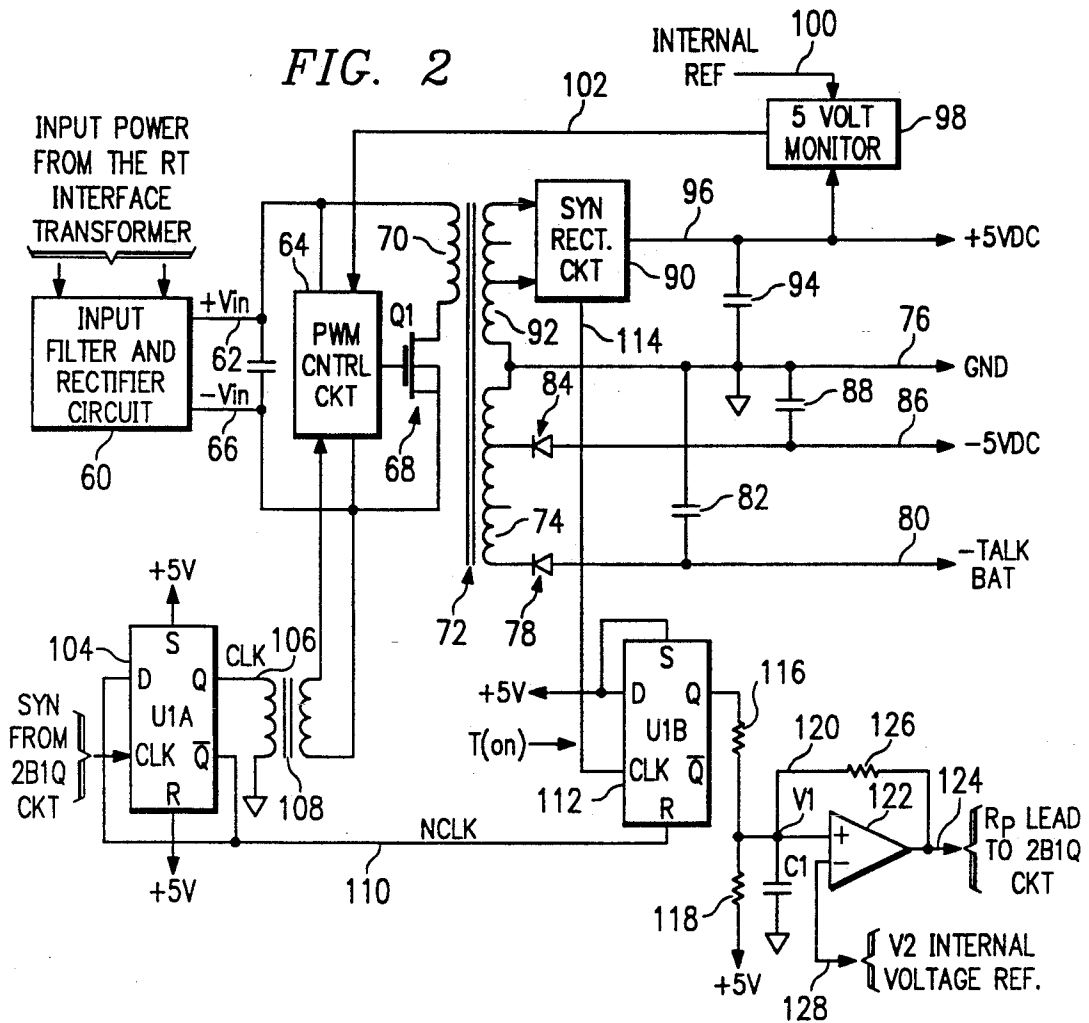 FIG. 2
INTERNAL
REF
100
102
5 VOLT
MONITOR
98
INPUT POWER
FROM THE RT
INTERFACE
TRANSFORMER
64
70
SYN
RECT.
CKT
90
96
+5VDC
94
INPUT
FILTER AND
RECTIFIER
CIRCUIT
60
+Vin
62
-Vin
66
PWM
CNTRL
CKT
Q1
68
92
114
76
GND
84
88
86
-5VDC
74
82
80
-TALK
BAT
72
78
+5V
104
S
D
Q
U1A
CLK
Q̅
R
+5V
CLK
106
108
SYN
FROM
2B1Q
CKT
NCLK
110
+5V
T(on)
S
D
Q
U1B
CLK
Q̅
R
112
116
120
126
V1
122
124
+
-
C1
118
+5V
RP LEAD
TO 2B1Q
CKT
V2 INTERNAL
VOLTAGE REF.
128